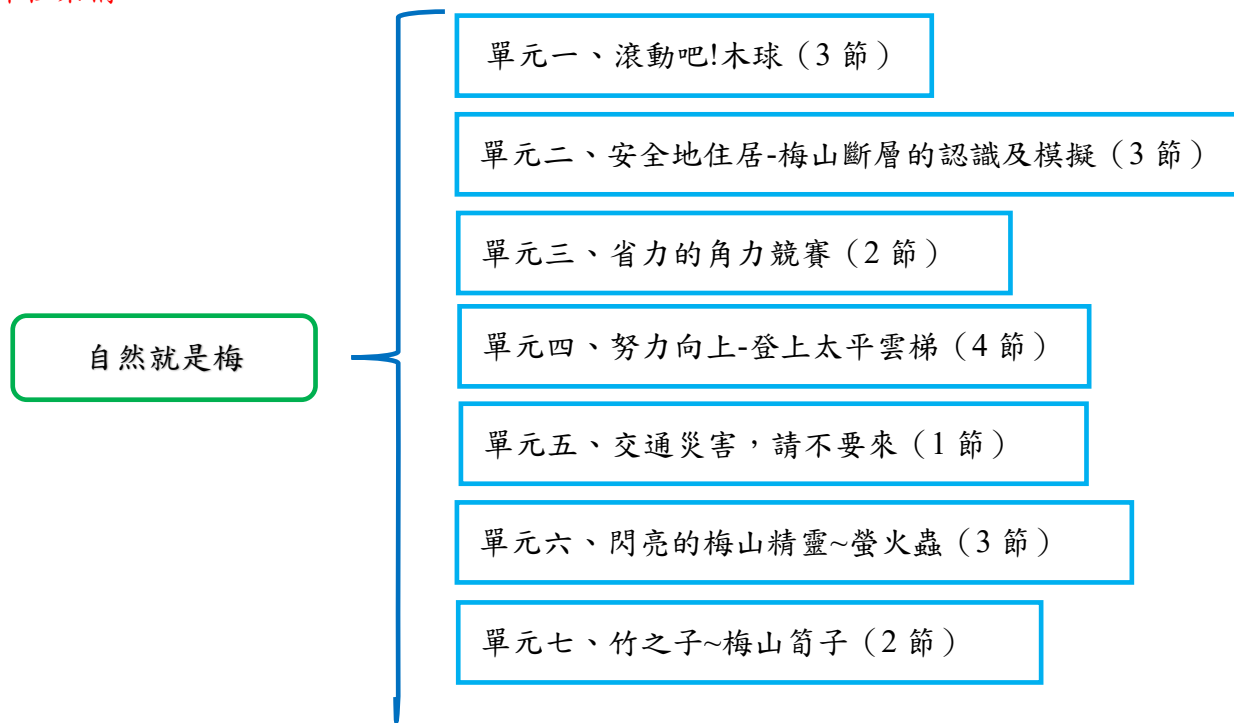 單元一、滾動吧!木球（3 節）
單元二、安全地住居-梅山斷層的認識及模擬（3 節）
單元三、省力的角力競賽（2 節）
自然就是梅
單元四、努力向上-登上太平雲梯（4 節）
單元五、交通災害，請不要來（1 節）
單元六、閃亮的梅山精靈~螢火蟲（3 節）
單元七、竹之子~梅山筍子（2 節）